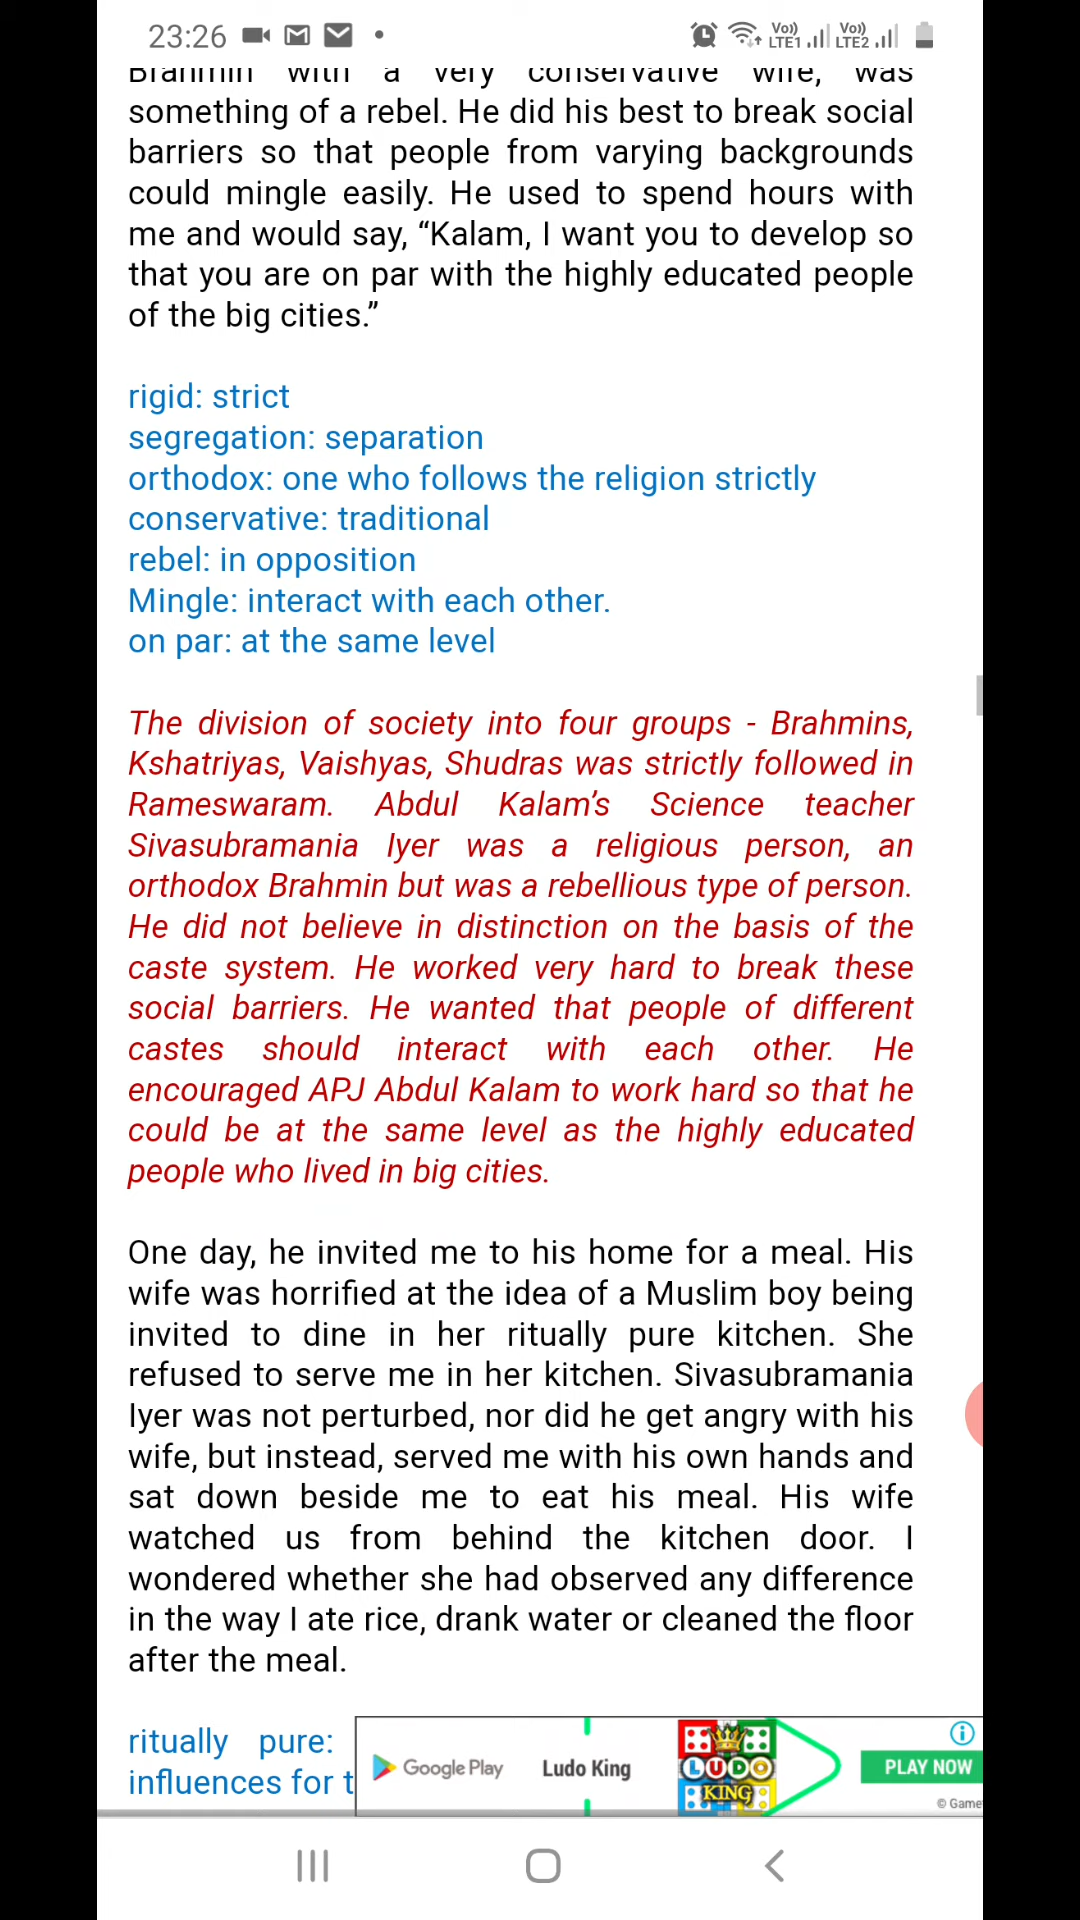 23:26
Vo)) LTE1 Vo)) LTE2
Brahmin with a very conservative wife, was
something of a rebel. He did his best to break social
barriers so that people from varying backgrounds
could mingle easily. He used to spend hours with
me and would say, “Kalam, I want you to develop so
that you are on par with the highly educated people
of the big cities.”
rigid: strict
segregation: separation
orthodox: one who follows the religion strictly
conservative: traditional
rebel: in opposition
Mingle: interact with each other.
on par: at the same level
The division of society into four groups - Brahmins,
Kshatriyas, Vaishyas, Shudras was strictly followed in
Rameswaram. Abdul Kalam’s Science teacher
Sivasubramania Iyer was a religious person, an
orthodox Brahmin but was a rebellious type of person.
He did not believe in distinction on the basis of the
caste system. He worked very hard to break these
social barriers. He wanted that people of different
castes should interact with each other. He
encouraged APJ Abdul Kalam to work hard so that he
could be at the same level as the highly educated
people who lived in big cities.
One day, he invited me to his home for a meal. His
wife was horrified at the idea of a Muslim boy being
invited to dine in her ritually pure kitchen. She
refused to serve me in her kitchen. Sivasubramania
Iyer was not perturbed, nor did he get angry with his
wife, but instead, served me with his own hands and
sat down beside me to eat his meal. His wife
watched us from behind the kitchen door. I
wondered whether she had observed any difference
in the way I ate rice, drank water or cleaned the floor
after the meal.
ritually pure:
influences for t
Google Play Ludo King LUDO KING PLAY NOW
© Game